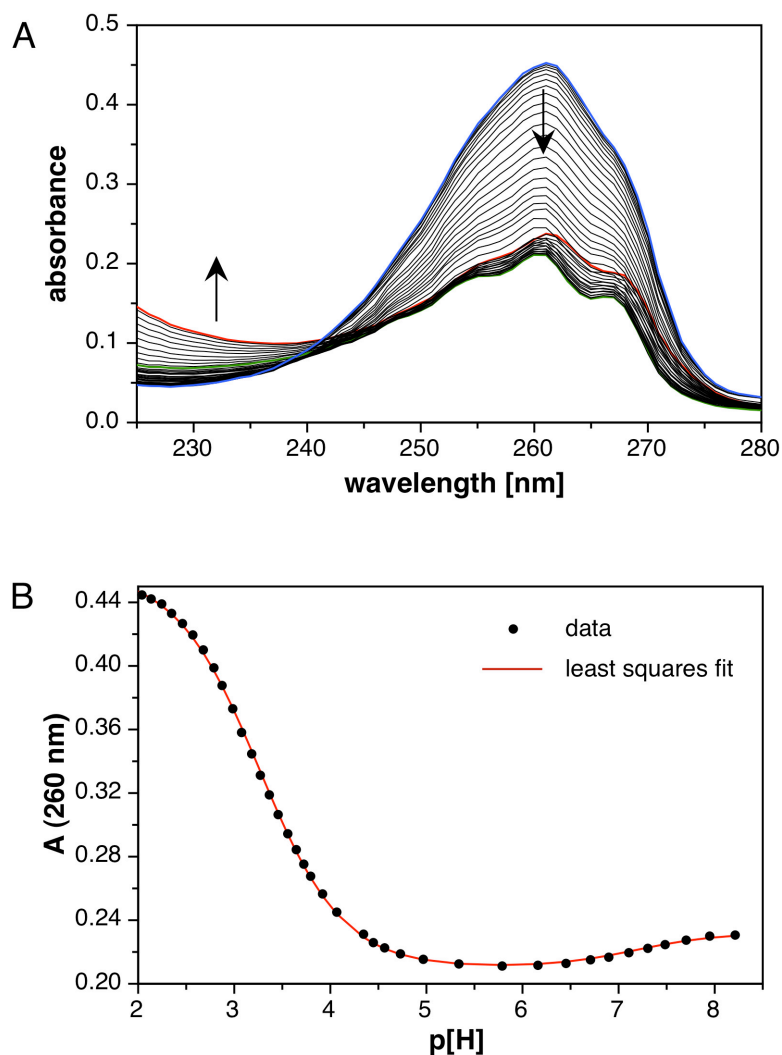 A
0.5
0.4
0.3
0.2
0.1
0.0
absorbance
230 240 250 260 270 280
wavelength [nm]
B
0.44
0.40
0.36
0.32
0.28
0.24
0.20
A (260 nm)
data
least squares fit
2 3 4 5 6 7 8
p[H]